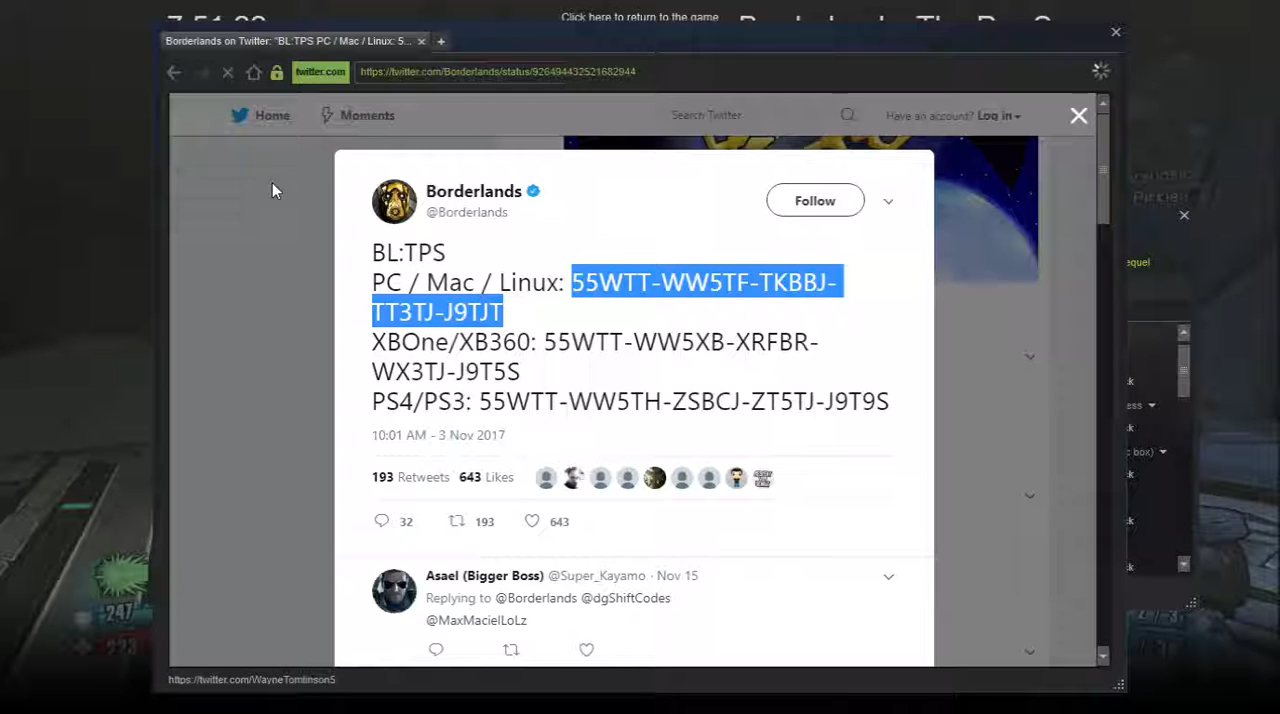 Click here to return to the game
Borderlands on Twitter: "BL:TPS PC / Mac / Linux: 5...
twitter.com
https://twitter.com/Borderlands/status/926494432521682944
Home
Moments
Search Twitter
Have an account? Log in
Borderlands
@Borderlands
Follow
BL:TPS
PC / Mac / Linux: 55WTT-WW5TF-TKBBJ-
TT3TJ-J9TJT
XBOne/XB360: 55WTT-WW5XB-XRFBR-
WX3TJ-J9T5S
PS4/PS3: 55WTT-WW5TH-ZSBCJ-ZT5TJ-J9T9S
10:01 AM - 3 Nov 2017
193 Retweets 643 Likes
32 193 643
Asael (Bigger Boss) @Super_Kayamo · Nov 15
Replying to @Borderlands @dgShiftCodes
@MaxMacielLoLz
https://twitter.com/WayneTomlinson5
equel
box)
247
223